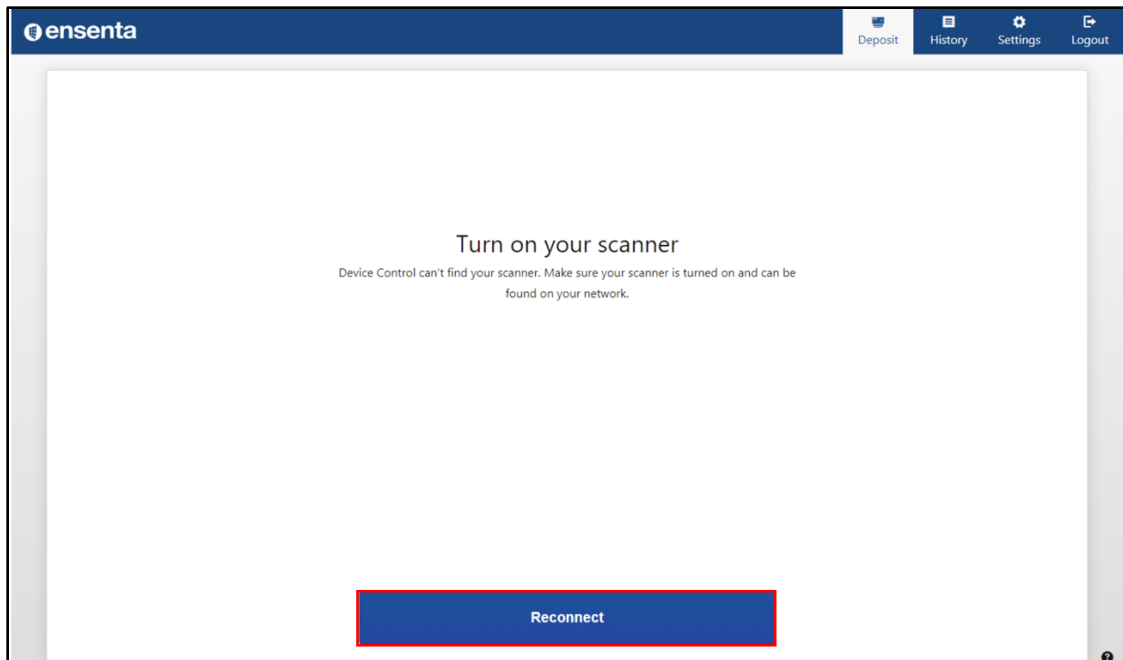 ensenta
Deposit
History
Settings
Logout
Turn on your scanner
Device Control can't find your scanner. Make sure your scanner is turned on and can be
found on your network.
Reconnect
?